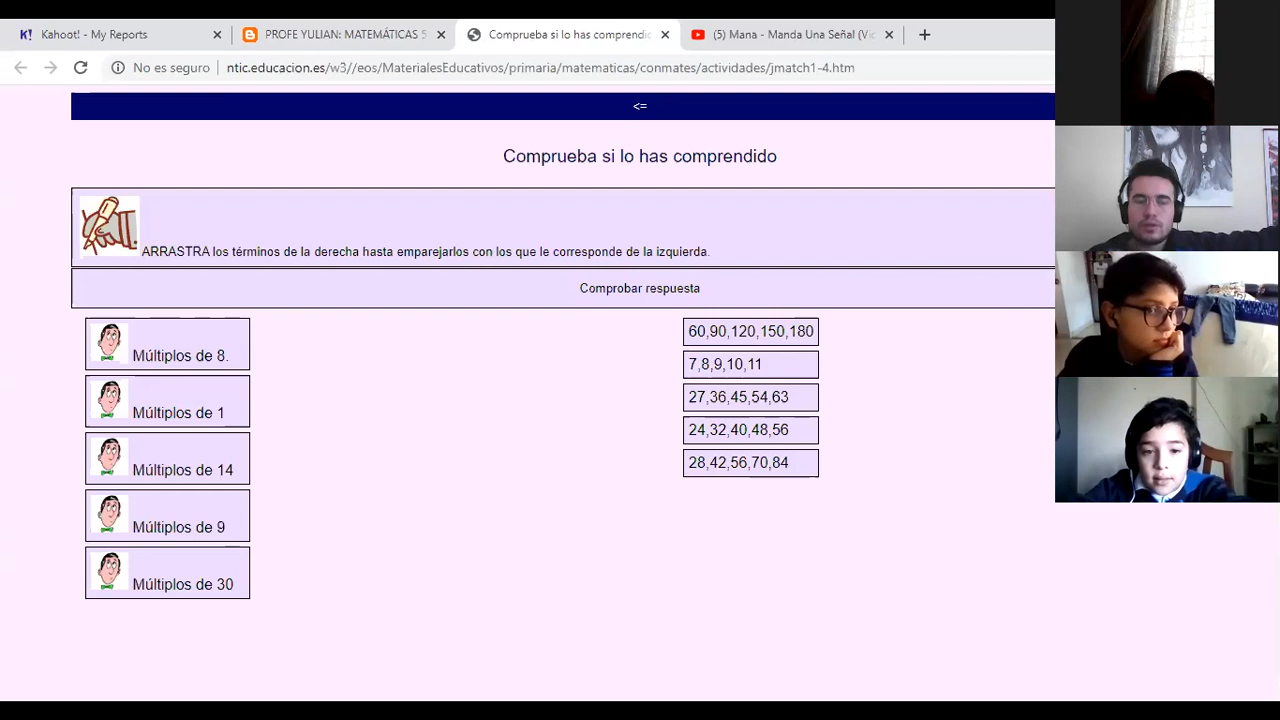 K! Kahoot! - My Reports
PROFE YULIAN: MATEMÁTICAS 5
Comprueba si lo has comprendid
(5) Mana - Manda Una Señal (Vid
No es seguro
ntic.educacion.es/w3//eos/MaterialesEducativos/primaria/matematicas/conmates/actividades/jmatch1-4.htm
<=
Comprueba si lo has comprendido
ARRASTRA los términos de la derecha hasta emparejarlos con los que le corresponde de la izquierda.
Comprobar respuesta
Múltiplos de 8.
Múltiplos de 1
Múltiplos de 14
Múltiplos de 9
Múltiplos de 30
60,90,120,150,180
7,8,9,10,11
27,36,45,54,63
24,32,40,48,56
28,42,56,70,84